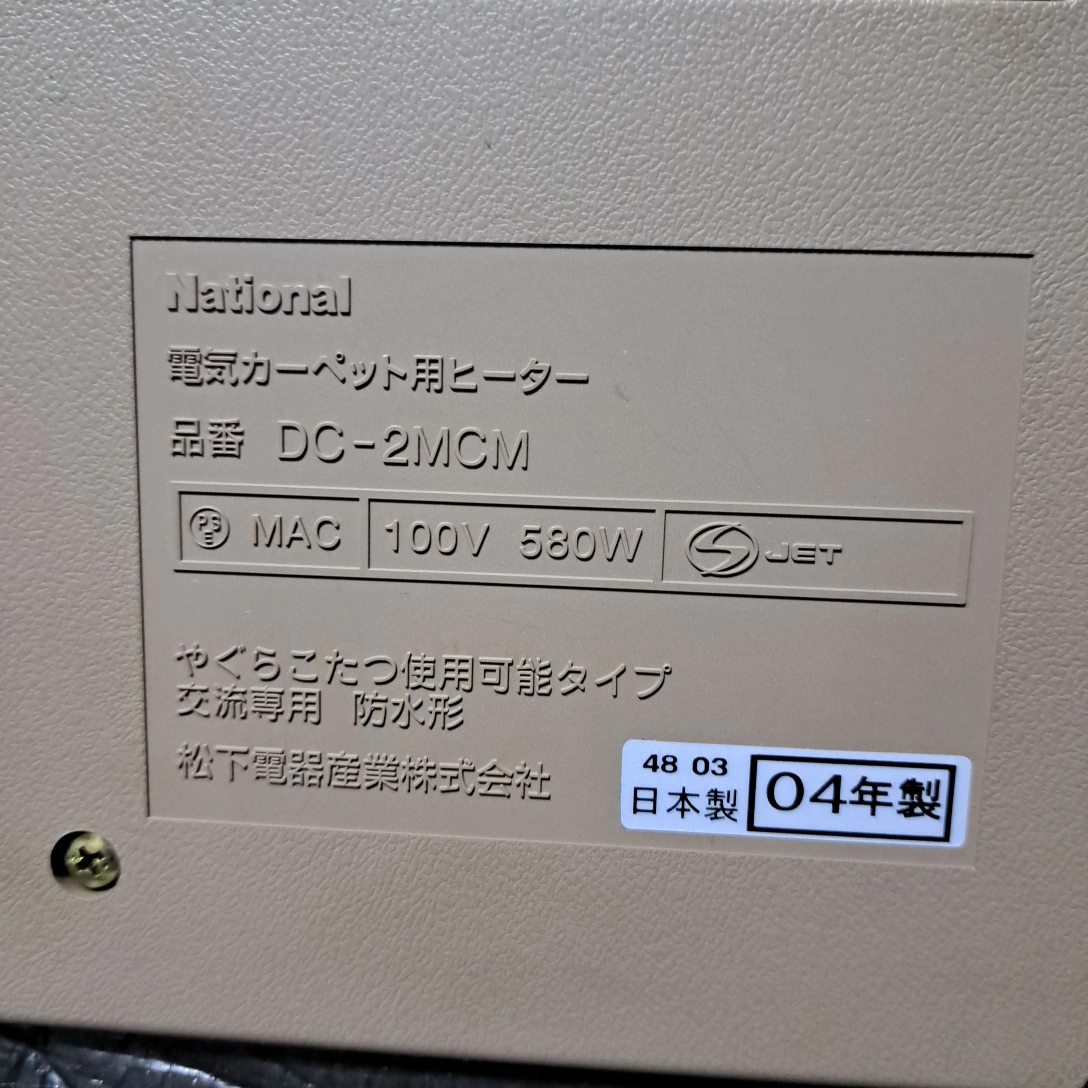 National
電気カーペット用ヒーター
品番 DC-2MCM
PSE MAC 100V 580W S JET
やぐらこたつ使用可能タイプ
交流専用 防水形
松下電器産業株式会社
48 03
日本製 04年製